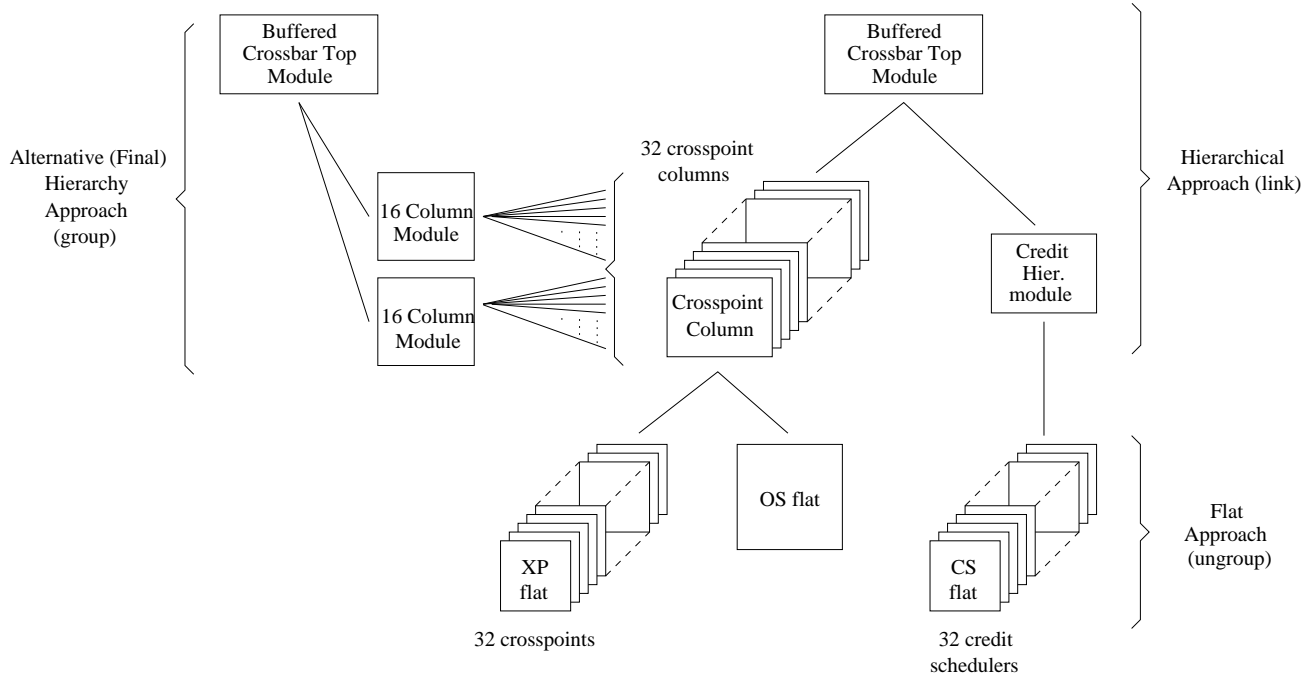 Buffered
Crossbar Top
Module
Buffered
Crossbar Top
Module
Alternative (Final)
Hierarchy
Approach
(group)
16 Column
Module
16 Column
Module
32 crosspoint
columns
Crosspoint
Column
Credit
Hier.
module
Hierarchical
Approach (link)
XP
flat
32 crosspoints
OS flat
CS
flat
32 credit
schedulers
Flat
Approach
(ungroup)